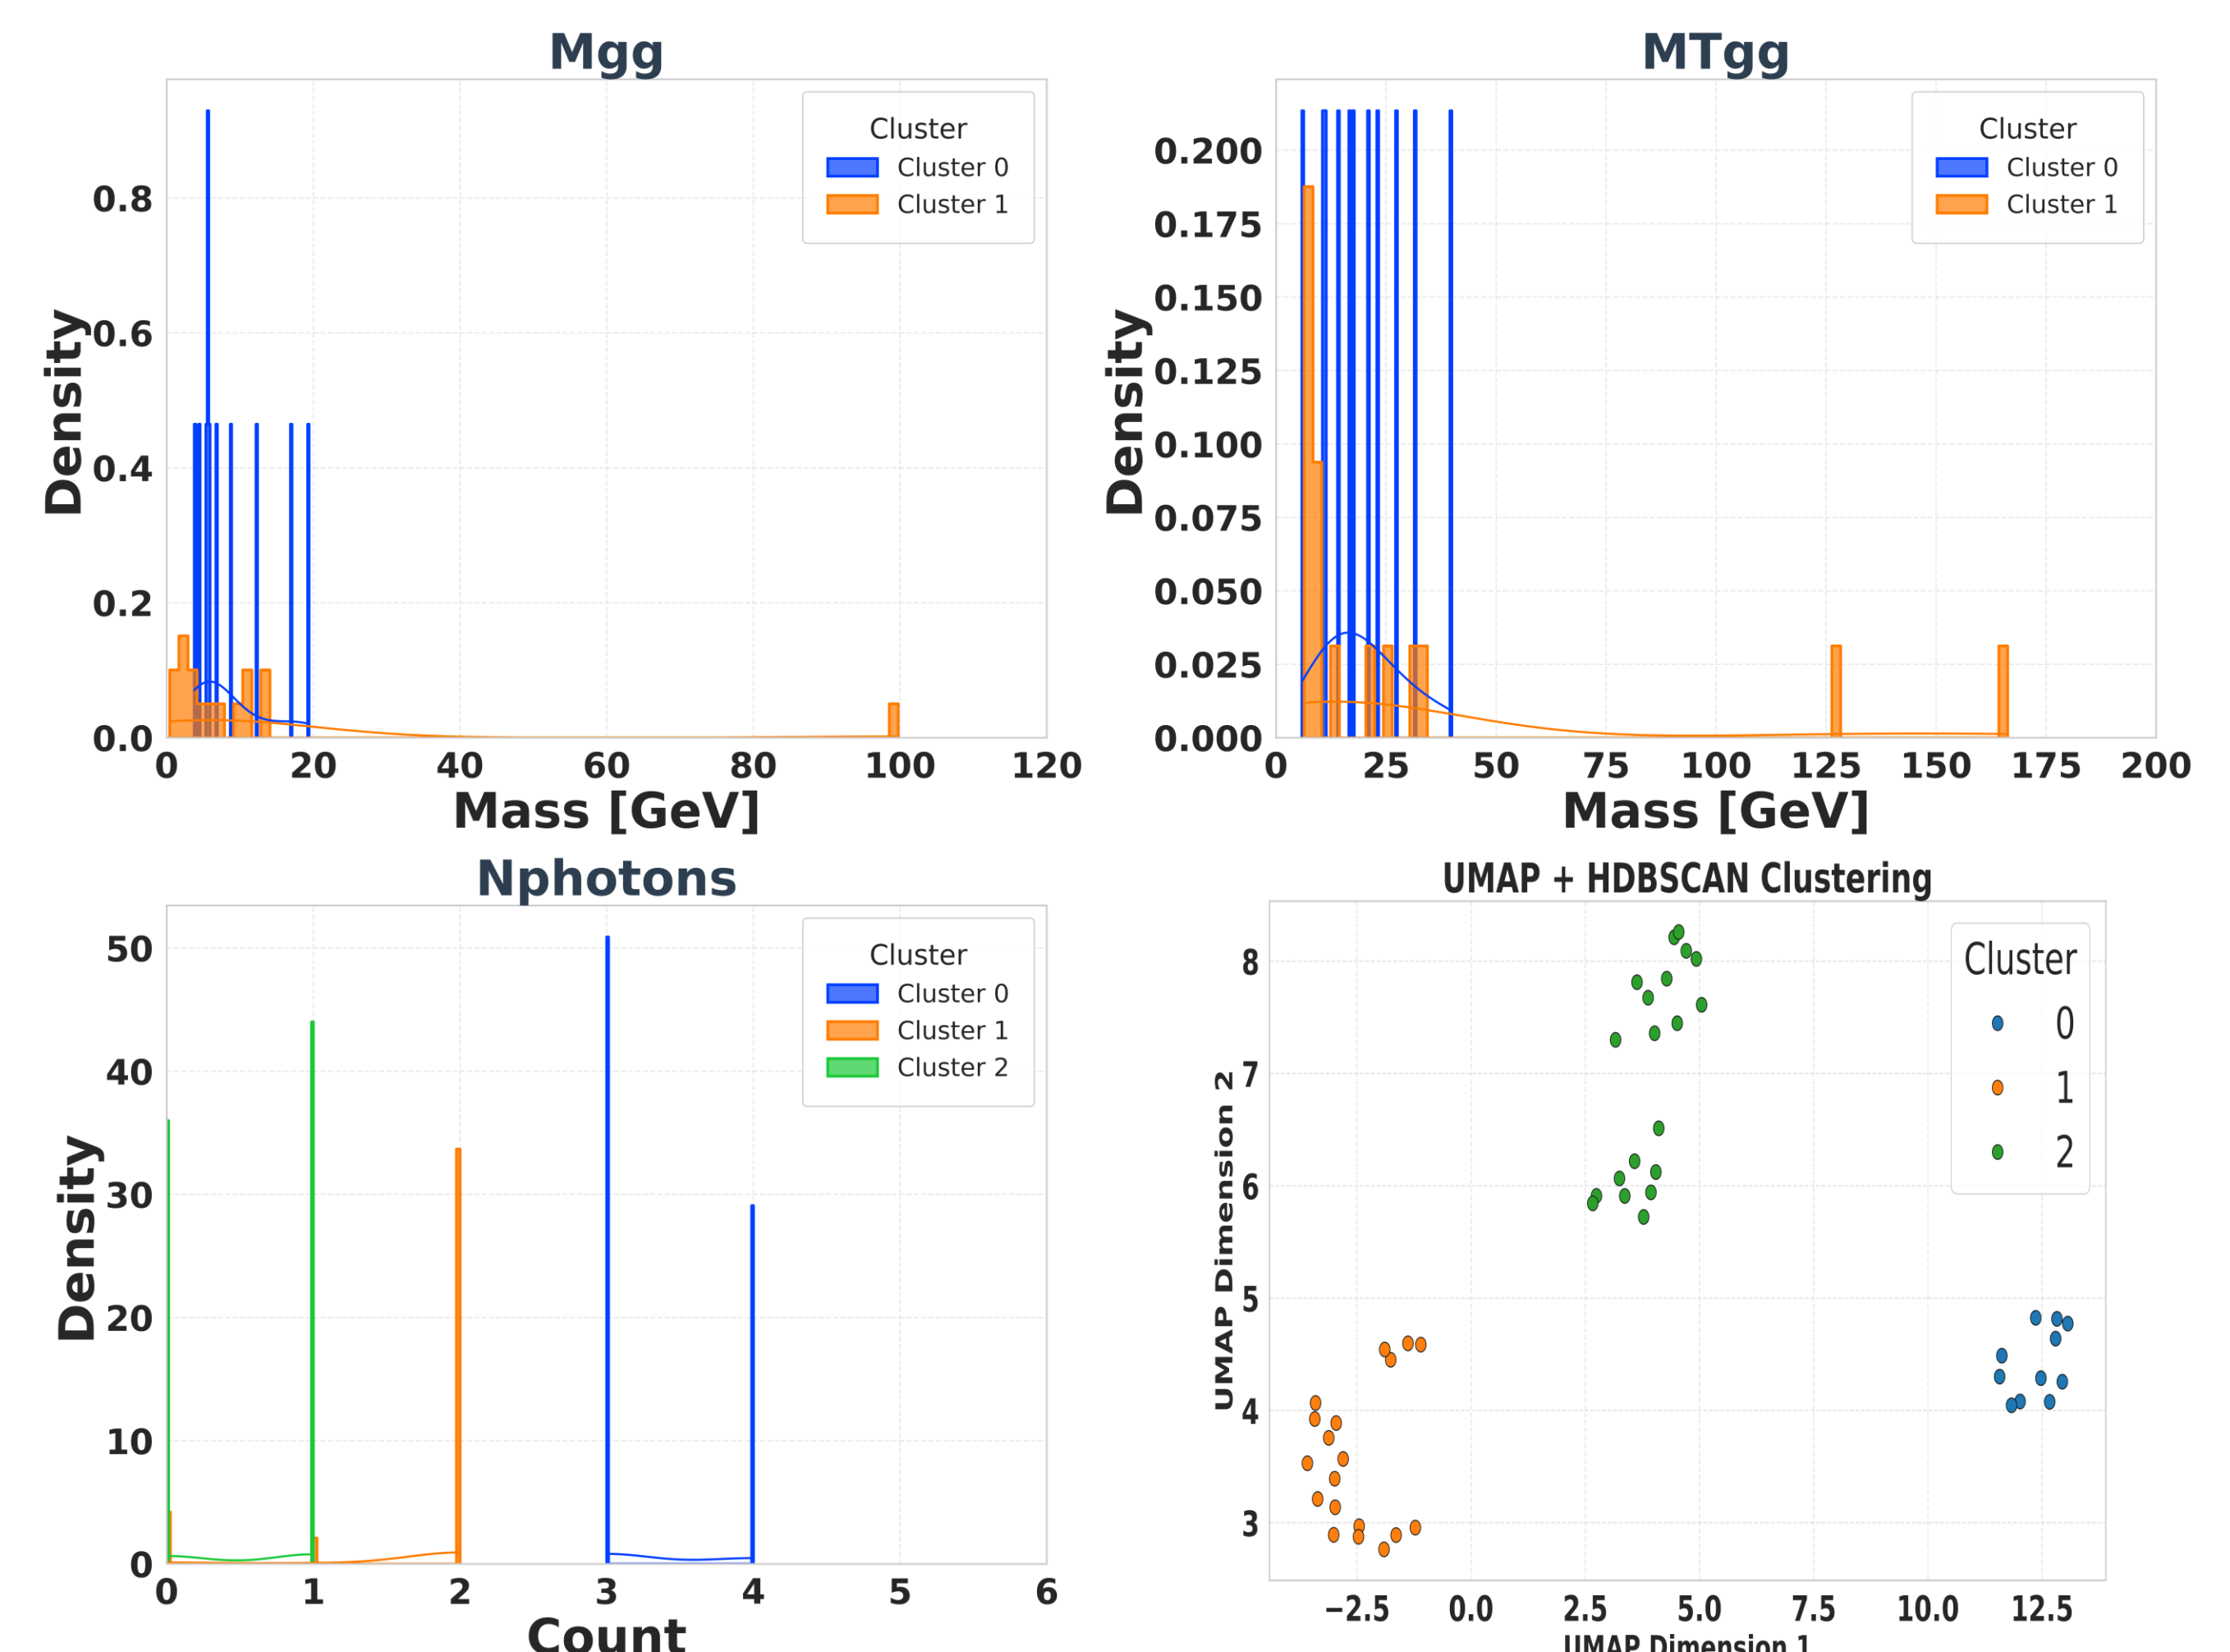 Mgg
Density
0.8
0.6
0.4
0.2
0.0
Cluster
Cluster 0
Cluster 1
0 20 40 60 80 100 120
Mass [GeV]
MTgg
Density
0.200
0.175
0.150
0.125
0.100
0.075
0.050
0.025
0.000
Cluster
Cluster 0
Cluster 1
0 25 50 75 100 125 150 175 200
Mass [GeV]
Nphotons
Density
50
40
30
20
10
0
Cluster
Cluster 0
Cluster 1
Cluster 2
0 1 2 3 4 5 6
Count
UMAP + HDBSCAN Clustering
UMAP Dimension 2
8
7
6
5
4
3
Cluster
0
1
2
−2.5 0.0 2.5 5.0 7.5 10.0 12.5
UMAP Dimension 1